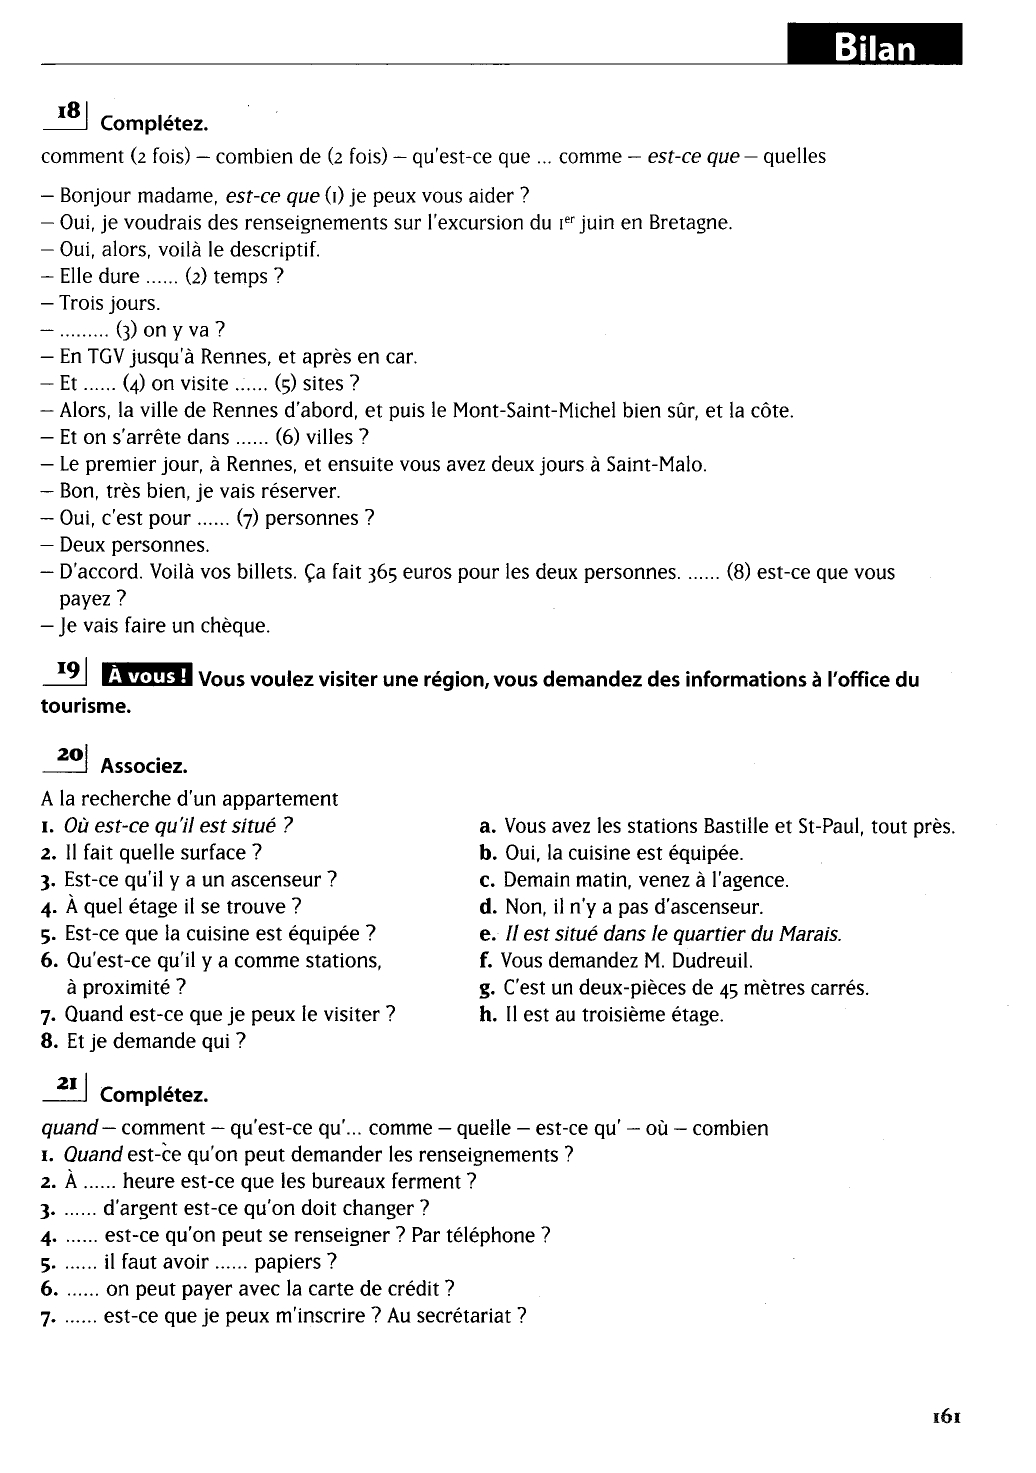 Bilan
18 Complétez.
comment (2 fois) – combien de (2 fois) – qu'est-ce que ... comme – est-ce que – quelles
– Bonjour madame, est-ce que (1) je peux vous aider ?
– Oui, je voudrais des renseignements sur l'excursion du 1er juin en Bretagne.
– Oui, alors, voilà le descriptif.
– Elle dure ...... (2) temps ?
– Trois jours.
– ......... (3) on y va ?
– En TGV jusqu'à Rennes, et après en car.
– Et ...... (4) on visite ...... (5) sites ?
– Alors, la ville de Rennes d'abord, et puis le Mont-Saint-Michel bien sûr, et la côte.
– Et on s'arrête dans ...... (6) villes ?
– Le premier jour, à Rennes, et ensuite vous avez deux jours à Saint-Malo.
– Bon, très bien, je vais réserver.
– Oui, c'est pour ...... (7) personnes ?
– Deux personnes.
– D'accord. Voilà vos billets. Ça fait 365 euros pour les deux personnes. ...... (8) est-ce que vous
payez ?
– Je vais faire un chèque.
19 À vous ! Vous voulez visiter une région, vous demandez des informations à l'office du
tourisme.
20 Associez.
A la recherche d'un appartement
1. Où est-ce qu'il est situé ?
2. Il fait quelle surface ?
3. Est-ce qu'il y a un ascenseur ?
4. À quel étage il se trouve ?
5. Est-ce que la cuisine est équipée ?
6. Qu'est-ce qu'il y a comme stations,
à proximité ?
7. Quand est-ce que je peux le visiter ?
8. Et je demande qui ?
a. Vous avez les stations Bastille et St-Paul, tout près.
b. Oui, la cuisine est équipée.
c. Demain matin, venez à l'agence.
d. Non, il n'y a pas d'ascenseur.
e. Il est situé dans le quartier du Marais.
f. Vous demandez M. Dudreuil.
g. C'est un deux-pièces de 45 mètres carrés.
h. Il est au troisième étage.
21 Complétez.
quand – comment – qu'est-ce qu'... comme – quelle – est-ce qu' – où – combien
1. Quand est-ce qu'on peut demander les renseignements ?
2. À ...... heure est-ce que les bureaux ferment ?
3. ...... d'argent est-ce qu'on doit changer ?
4. ...... est-ce qu'on peut se renseigner ? Par téléphone ?
5. ...... il faut avoir ...... papiers ?
6. ...... on peut payer avec la carte de crédit ?
7. ...... est-ce que je peux m'inscrire ? Au secrétariat ?
161